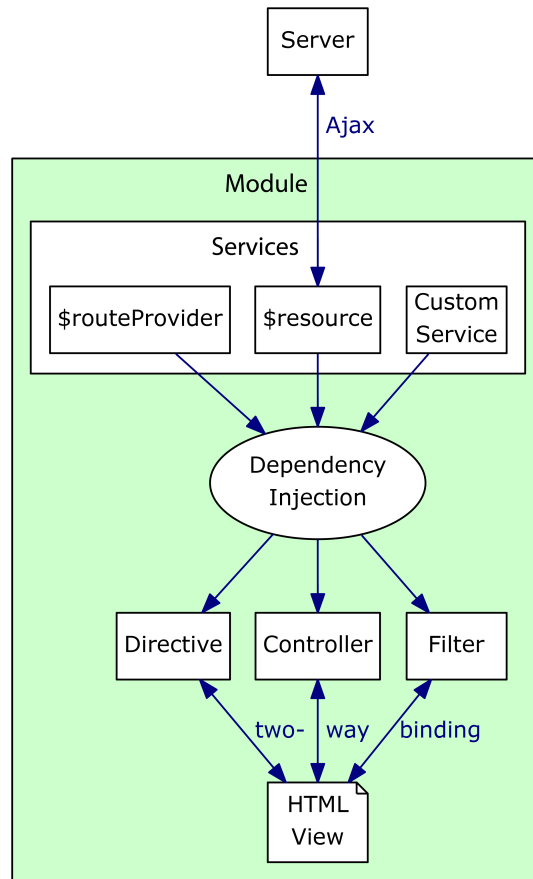 Server
Ajax
Module
Services
$routeProvider
$resource
Custom
Service
Dependency
Injection
Directive
Controller
Filter
two- way binding
HTML
View